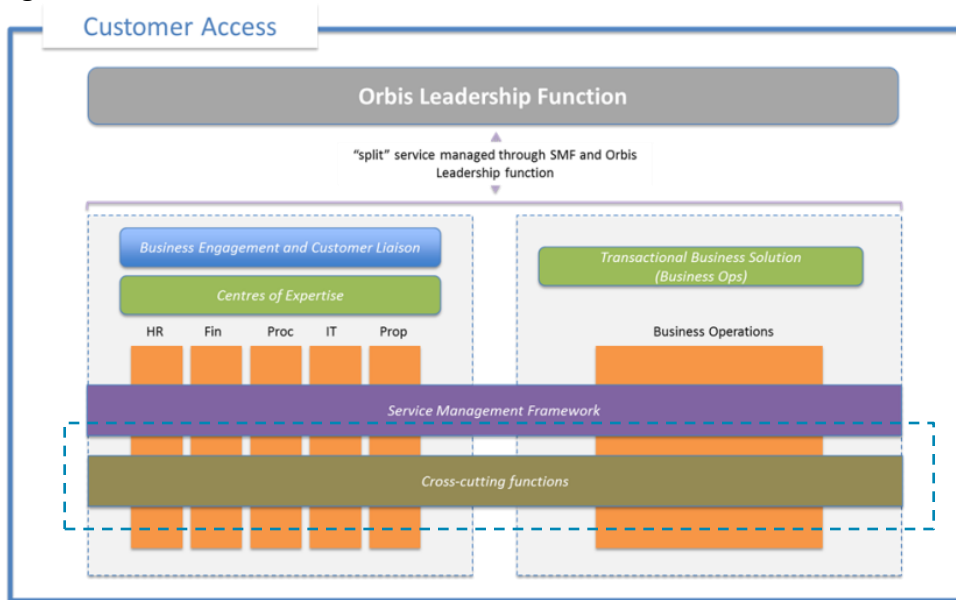 Customer Access
Orbis Leadership Function
“split” service managed through SMF and Orbis
Leadership function
Business Engagement and Customer Liaison
Centres of Expertise
HR Fin Proc IT Prop
Transactional Business Solution
(Business Ops)
Business Operations
Service Management Framework
Cross-cutting functions